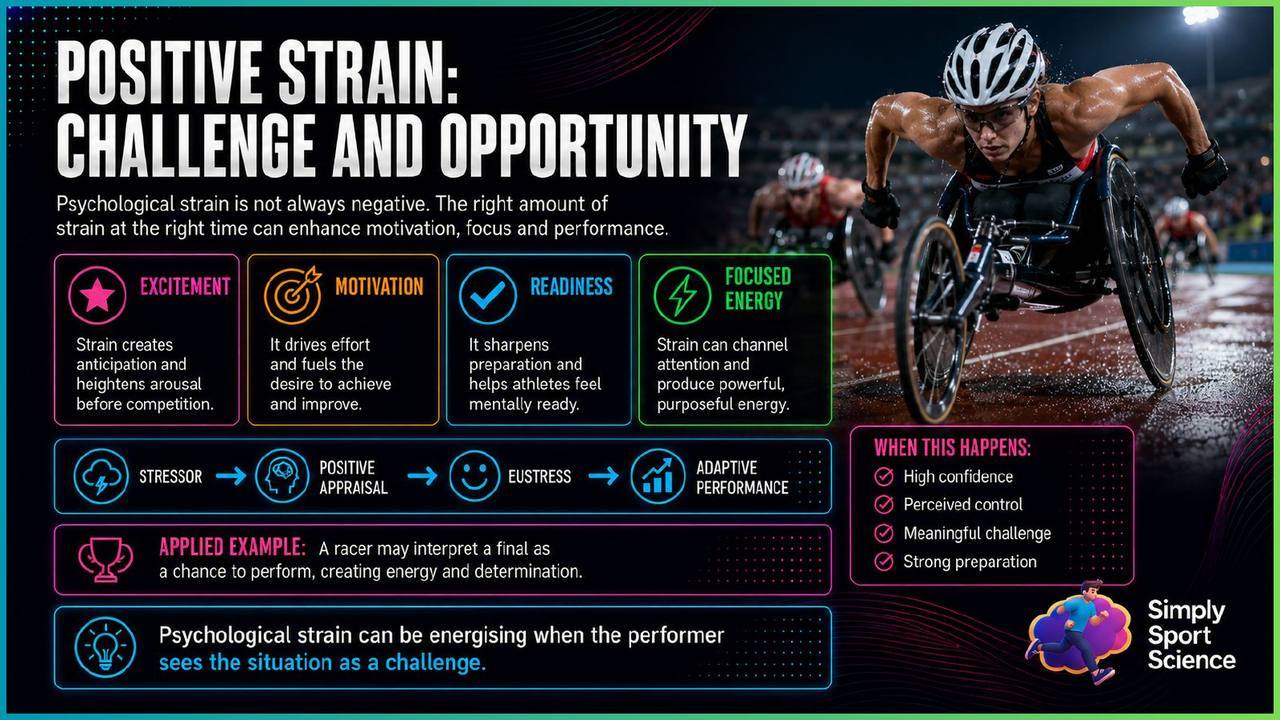 POSITIVE STRAIN:
CHALLENGE AND OPPORTUNITY
Psychological strain is not always negative. The right amount of
strain at the right time can enhance motivation, focus and performance.
EXCITEMENT
Strain creates
anticipation and
heightens arousal
before competition.
MOTIVATION
It drives effort
and fuels the
desire to achieve
and improve.
READINESS
It sharpens
preparation and
helps athletes feel
mentally ready.
FOCUSED
ENERGY
Strain can channel
attention and
produce powerful,
purposeful energy.
STRESSOR
POSITIVE
APPRAISAL
EUSTRESS
ADAPTIVE
PERFORMANCE
WHEN THIS HAPPENS:
High confidence
Perceived control
Meaningful challenge
Strong preparation
APPLIED EXAMPLE: A racer may interpret a final as
a chance to perform, creating energy and determination.
Psychological strain can be energising when the performer
sees the situation as a challenge.
Simply
Sport
Science